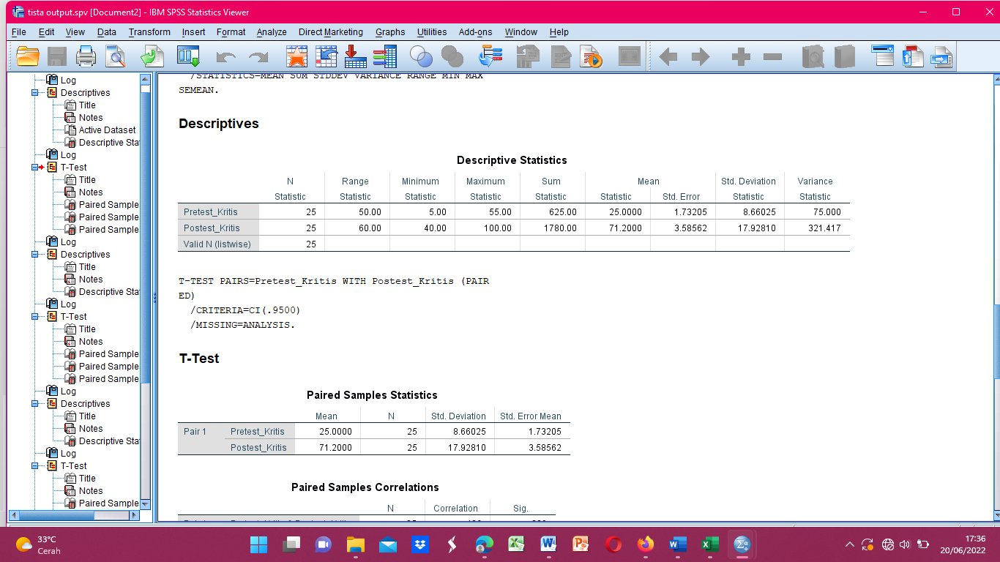 tista output.spv [Document2] - IBM SPSS Statistics Viewer
File Edit View Data Transform Insert Format Analyze Direct Marketing Graphs Utilities Add-ons Window Help
Log
Descriptives
Title
Notes
Active Dataset
Descriptive Sta
Log
T-Test
Title
Notes
Paired Sample
Paired Sample
Paired Sample
Log
Descriptives
Title
Notes
Descriptive Sta
Log
T-Test
Title
Notes
Paired Sample
Paired Sample
Paired Sample
Log
Descriptives
Title
Notes
Descriptive Sta
Log
T-Test
Title
Notes
Paired Sample
/STATISTICS=MEAN SUM STDDEV VARIANCE RANGE MIN MAX
SEMEAN.
Descriptives
Descriptive Statistics
N Range Minimum Maximum Sum Mean Std. Deviation Variance
Statistic Statistic Statistic Statistic Statistic Statistic Std. Error Statistic Statistic
Pretest_Kritis 25 50.00 5.00 55.00 625.00 25.0000 1.73205 8.66025 75.000
Postest_Kritis 25 60.00 40.00 100.00 1780.00 71.2000 3.58562 17.92810 321.417
Valid N (listwise) 25
T-TEST PAIRS=Pretest_Kritis WITH Postest_Kritis (PAIR
ED)
/CRITERIA=CI(.9500)
/MISSING=ANALYSIS.
T-Test
Paired Samples Statistics
Mean N Std. Deviation Std. Error Mean
Pair 1 Pretest_Kritis 25.0000 25 8.66025 1.73205
Postest_Kritis 71.2000 25 17.92810 3.58562
Paired Samples Correlations
N Correlation Sig.
33°C
Cerah
17:36
20/06/2022